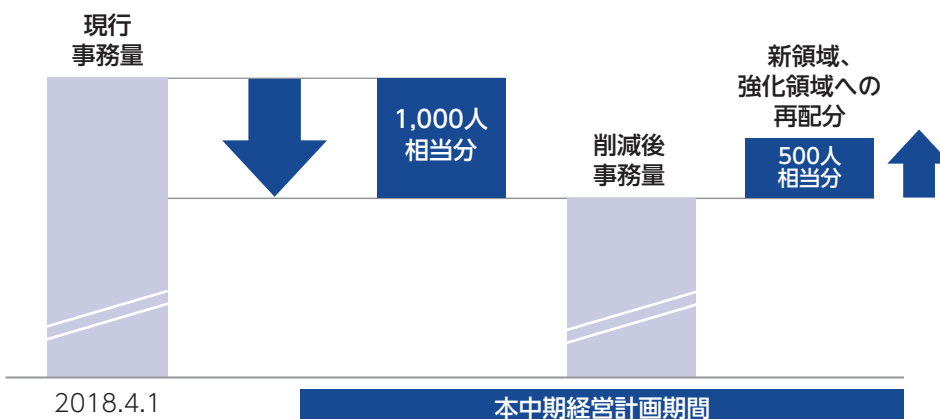 現行
事務量
1,000人
相当分
削減後
事務量
新領域、
強化領域への
再配分
500人
相当分
2018.4.1
本中期経営計画期間